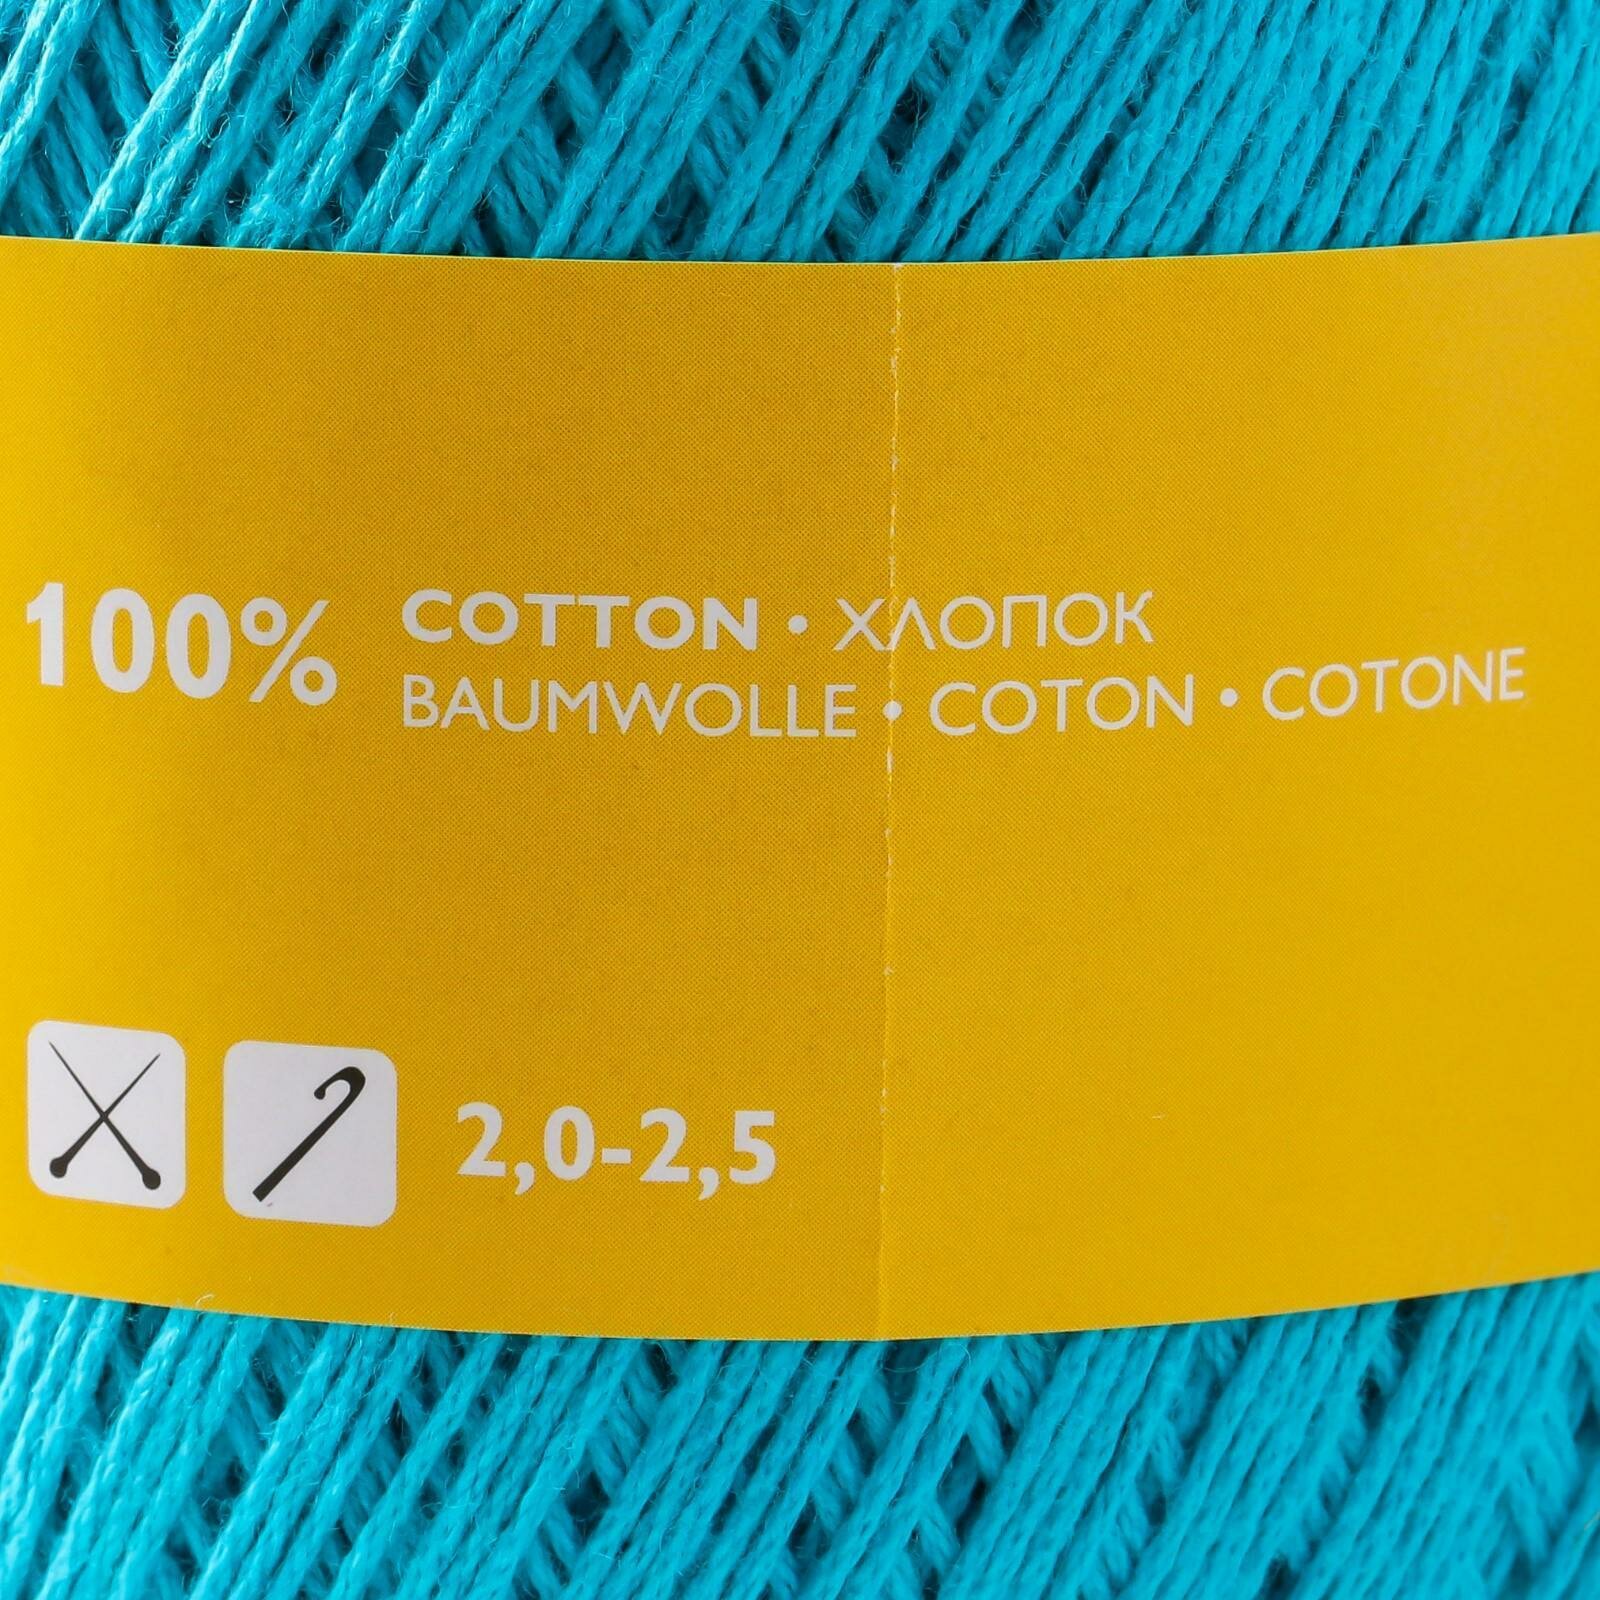 100% COTTON • ХЛОПОК
BAUMWOLLE • COTON • COTONE
2,0-2,5